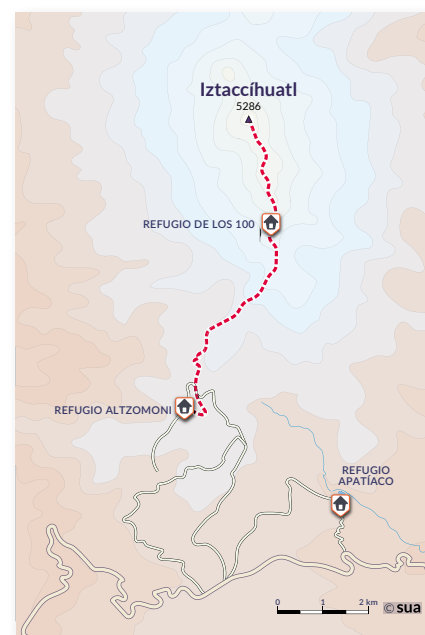 Iztaccíhuatl
5286
REFUGIO DE LOS 100
REFUGIO ALTZOMONI
REFUGIO
APATÍACO
0 1 2 km
© sua